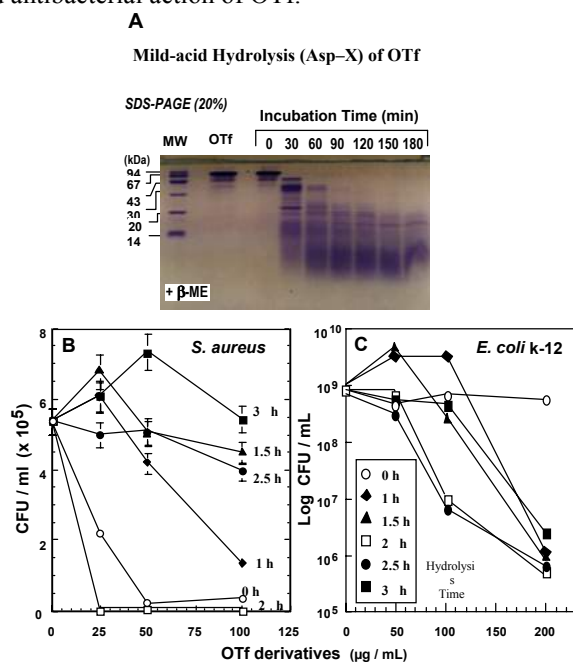 d antibacterial action of OTf.
A
Mild-acid Hydrolysis (Asp–X) of OTf
SDS-PAGE (20%)
Incubation Time (min)
MW OTf 0 30 60 90 120 150 180
(kDa)
94
67
43
30
20
14
+ β-ME
B
S. aureus
CFU / ml (x 10⁵)
8
6
4
2
0
3 h
1.5 h
2.5 h
1 h
0 h
2 h
0 25 50 75 100 125
C
E. coli k-12
Log CFU / mL
10¹⁰
10⁹
10⁸
10⁷
10⁶
10⁵
0 h
1 h
1.5 h
2 h
2.5 h
3 h
Hydrolysi
s
Time
0 50 100 150 200
OTf derivatives (µg / mL)